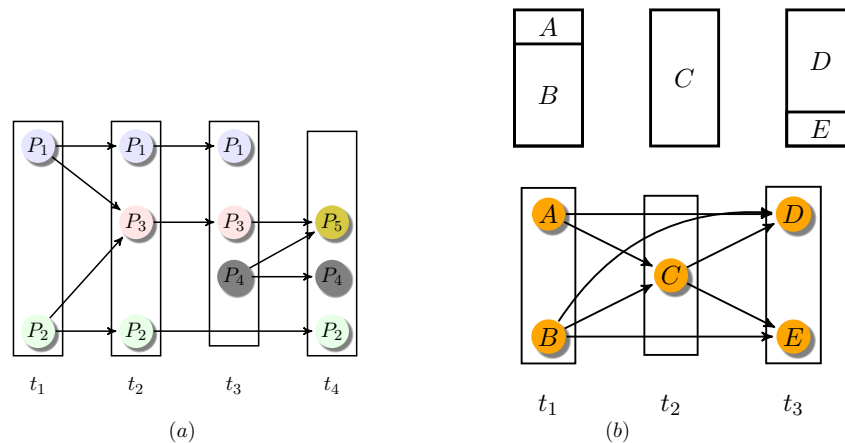 P1 P1 P1
P3 P3 P5
P4 P4
P2 P2 P2
t1 t2 t3 t4
(a)
A
B
C
D
E
A D
C
B E
t1 t2 t3
(b)